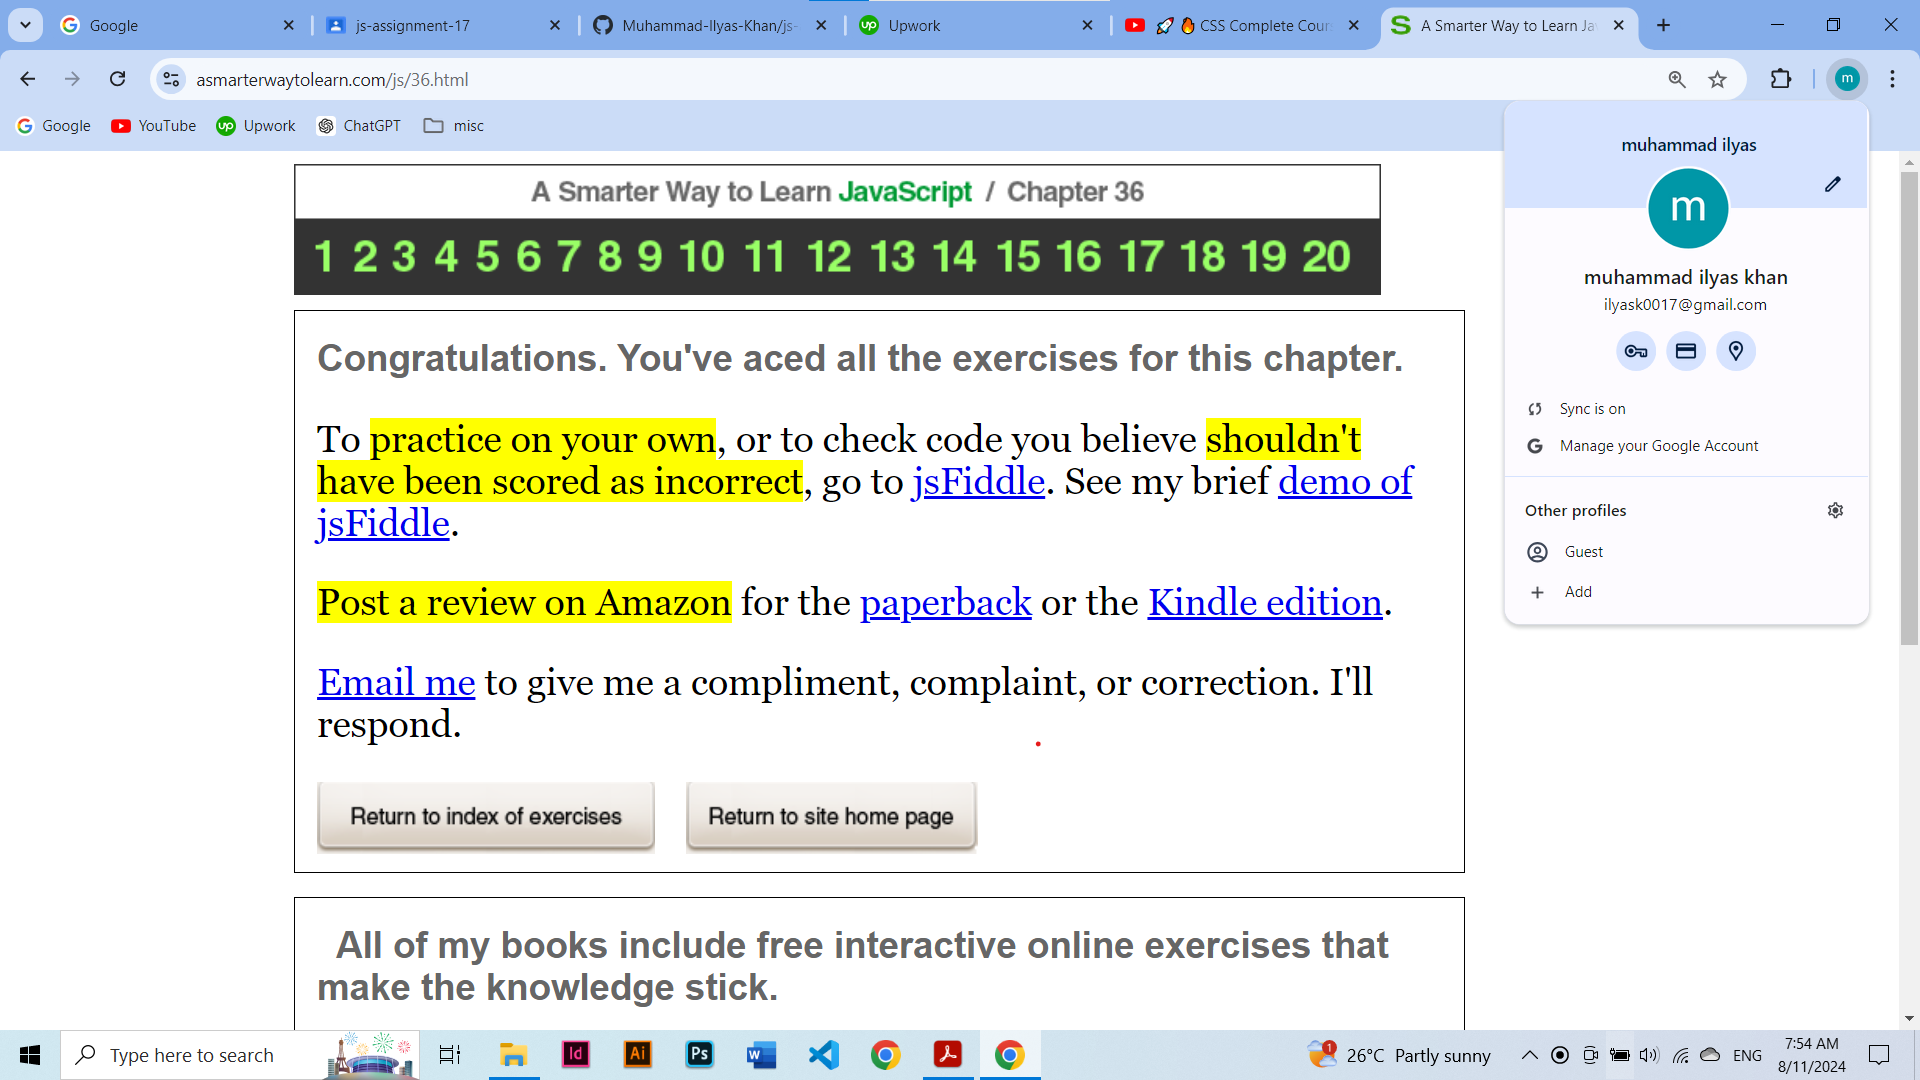 Google
js-assignment-17
Muhammad-Ilyas-Khan/js-
Upwork
CSS Complete Cour
A Smarter Way to Learn Ja
asmarterwaytolearn.com/js/36.html
m
Google YouTube Upwork ChatGPT misc
A Smarter Way to Learn JavaScript / Chapter 36
1 2 3 4 5 6 7 8 9 10 11 12 13 14 15 16 17 18 19 20
Congratulations. You've aced all the exercises for this chapter.
To practice on your own, or to check code you believe shouldn't
have been scored as incorrect, go to jsFiddle. See my brief demo of
jsFiddle.
Post a review on Amazon for the paperback or the Kindle edition.
Email me to give me a compliment, complaint, or correction. I'll
respond.
Return to index of exercises Return to site home page
All of my books include free interactive online exercises that
make the knowledge stick.
muhammad ilyas
m
muhammad ilyas khan
ilyask0017@gmail.com
Sync is on
Manage your Google Account
Other profiles
Guest
Add
Type here to search
Id
Ai
Ps
W
1
26°C Partly sunny
ENG
7:54 AM
8/11/2024